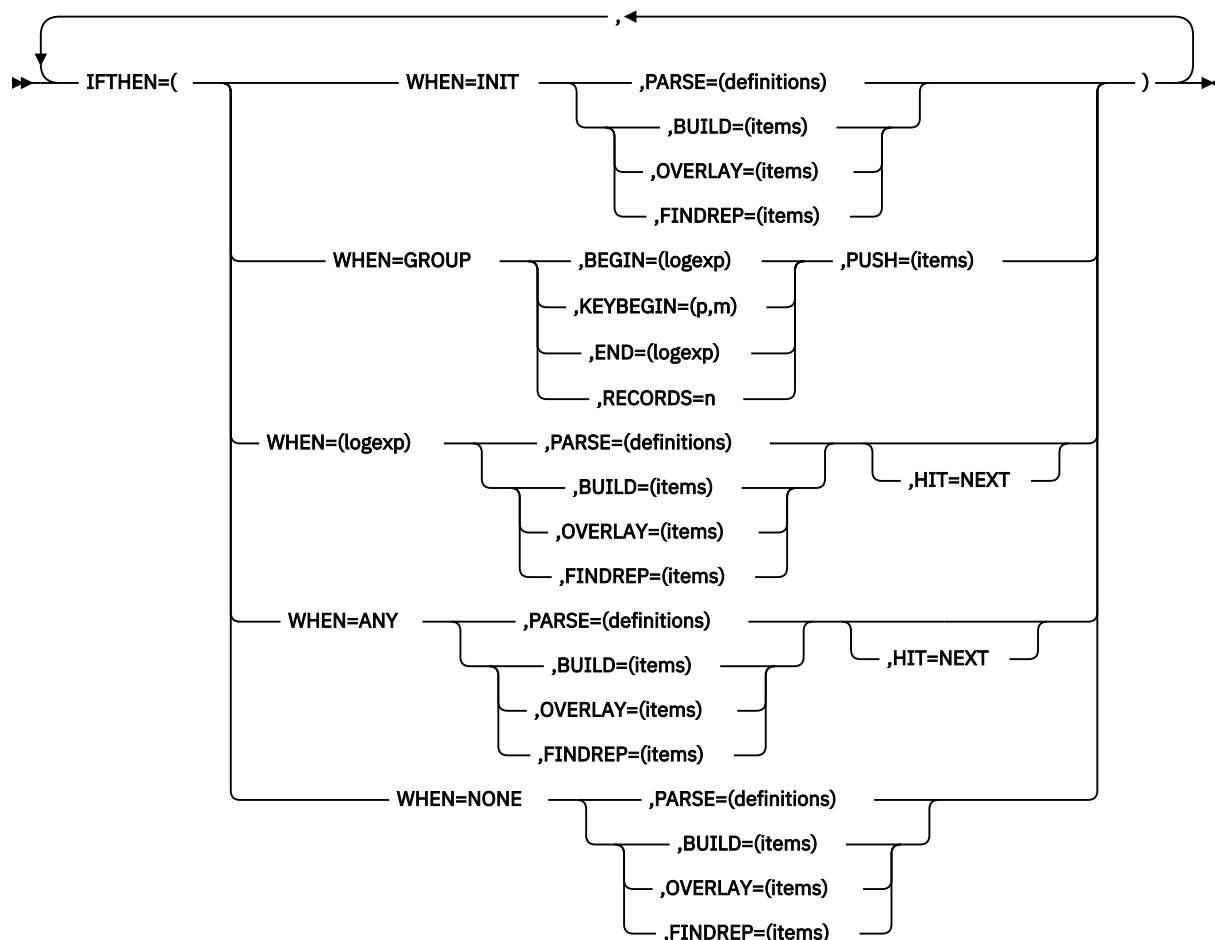 ,
IFTHEN=( WHEN=INIT ,PARSE=(definitions) )
,BUILD=(items)
,OVERLAY=(items)
,FINDREP=(items)
WHEN=GROUP ,BEGIN=(logexp) ,PUSH=(items)
,KEYBEGIN=(p,m)
,END=(logexp)
,RECORDS=n
WHEN=(logexp) ,PARSE=(definitions)
,HIT=NEXT
,BUILD=(items)
,OVERLAY=(items)
,FINDREP=(items)
WHEN=ANY ,PARSE=(definitions)
,HIT=NEXT
,BUILD=(items)
,OVERLAY=(items)
,FINDREP=(items)
WHEN=NONE ,PARSE=(definitions)
,BUILD=(items)
,OVERLAY=(items)
,FINDREP=(items)